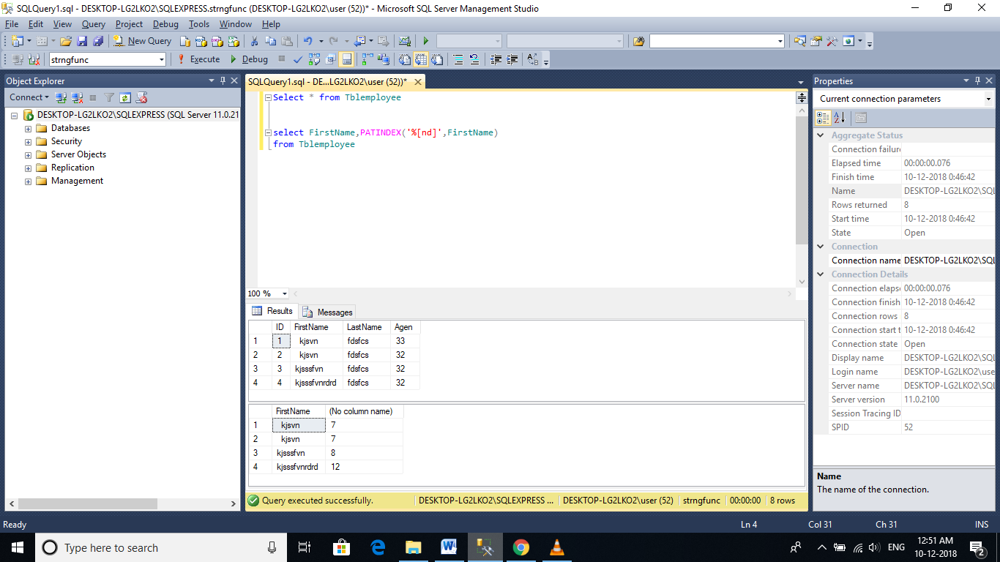 SQLQuery1.sql - DESKTOP-LG2LKO2\SQLEXPRESS.strngfunc (DESKTOP-LG2LKO2\user (52))* - Microsoft SQL Server Management Studio
File Edit View Query Project Debug Tools Window Help
New Query
strngfunc Execute Debug
Object Explorer
Connect
DESKTOP-LG2LKO2\SQLEXPRESS (SQL Server 11.0.21
Databases
Security
Server Objects
Replication
Management
SQLQuery1.sql - DE...LG2LKO2\user (52))*
Select * from Tblemployee
select FirstName,PATINDEX('%[nd]',FirstName)
from Tblemployee
100 %
Results Messages
ID FirstName LastName Agen
1 1 kjsvn fdsfcs 33
2 2 kjsvn fdsfcs 32
3 3 kjsssfvn fdsfcs 32
4 4 kjsssfvnrdrd fdsfcs 32
FirstName (No column name)
1 kjsvn 7
2 kjsvn 7
3 kjsssfvn 8
4 kjsssfvnrdrd 12
Query executed successfully. DESKTOP-LG2LKO2\SQLEXPRESS ... DESKTOP-LG2LKO2\user (52) strngfunc 00:00:00 8 rows
Properties
Current connection parameters
Aggregate Status
Connection failure
Elapsed time 00:00:00.076
Finish time 10-12-2018 0:46:42
Name DESKTOP-LG2LKO2\SQL
Rows returned 8
Start time 10-12-2018 0:46:42
State Open
Connection
Connection name DESKTOP-LG2LKO2\SQL
Connection Details
Connection elapse 00:00:00.076
Connection finish 10-12-2018 0:46:42
Connection rows 8
Connection start t 10-12-2018 0:46:42
Connection state Open
Display name DESKTOP-LG2LKO2\SQL
Login name DESKTOP-LG2LKO2\use
Server name DESKTOP-LG2LKO2\SQL
Server version 11.0.2100
Session Tracing ID
SPID 52
Name
The name of the connection.
Ready Ln 4 Col 31 Ch 31 INS
Type here to search ENG 12:51 AM
10-12-2018 2